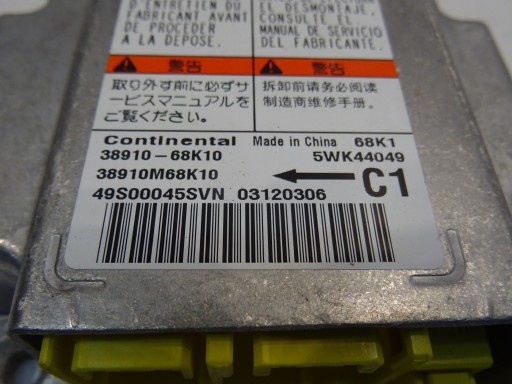 D'ENTRETIEN DU
FABRICANT AVANT
DE PROCÉDER
À LA DEPOSE.
EL DESMONTAJE,
CONSULTE EL
MANUAL DE SERVICIO
DEL FABRICANTE.
警告
取り外す前に必ずサ
ービスマニュアルを
ご覧ください。
警告
拆卸前请务必阅读
制造商维修手册.
Continental Made in China 68K1
38910-68K10 5WK44049
38910M68K10 ← C1
49S00045SVN 03120306